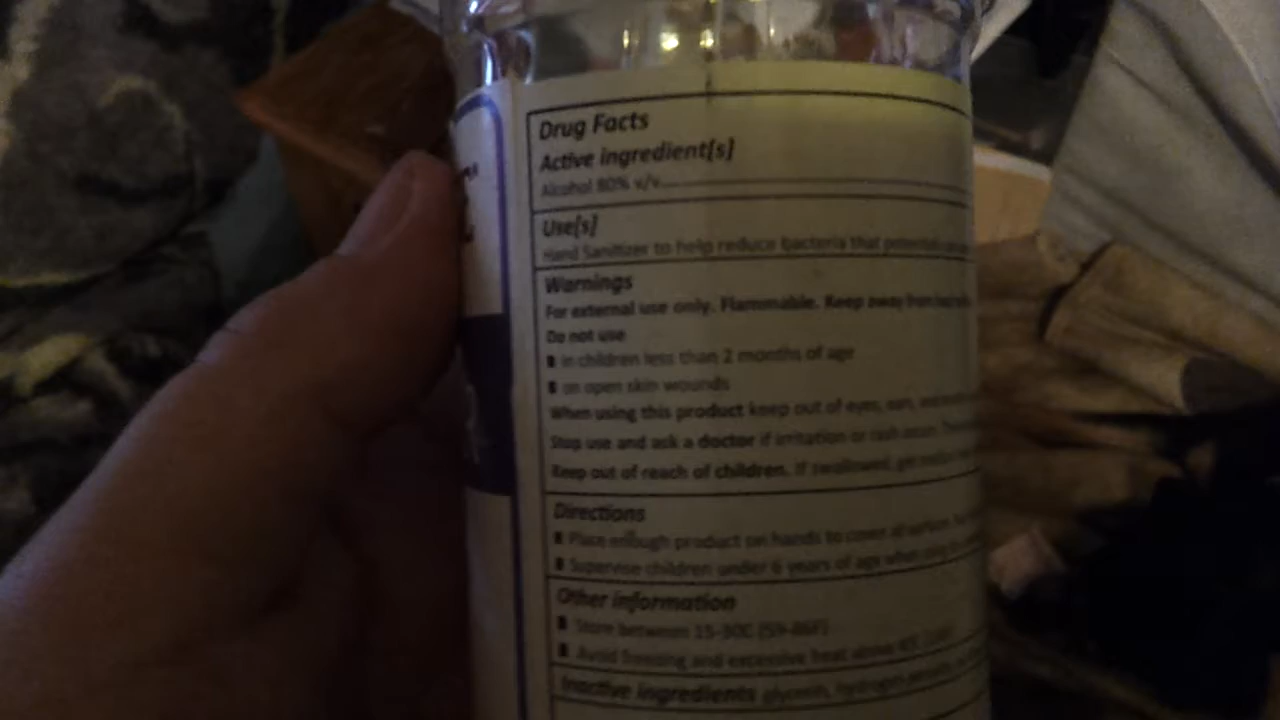 Drug Facts
Active ingredient[s]
Alcohol 80% v/v
Use[s]
Hand Sanitizer to help reduce bacteria that potentially
Warnings
For external use only. Flammable. Keep away from heat
Do not use
in children less than 2 months of age
on open skin wounds
When using this product keep out of eyes, ears, and
Stop use and ask a doctor if irritation or rash occurs.
Keep out of reach of children. If swallowed, get
Directions
Place enough product on hands to cover all surfaces.
Supervise children under 6 years of age when using
Other information
Store between 15-30C (59-86F)
Avoid freezing and excessive heat above 40C
Inactive ingredients glycerin, hydrogen